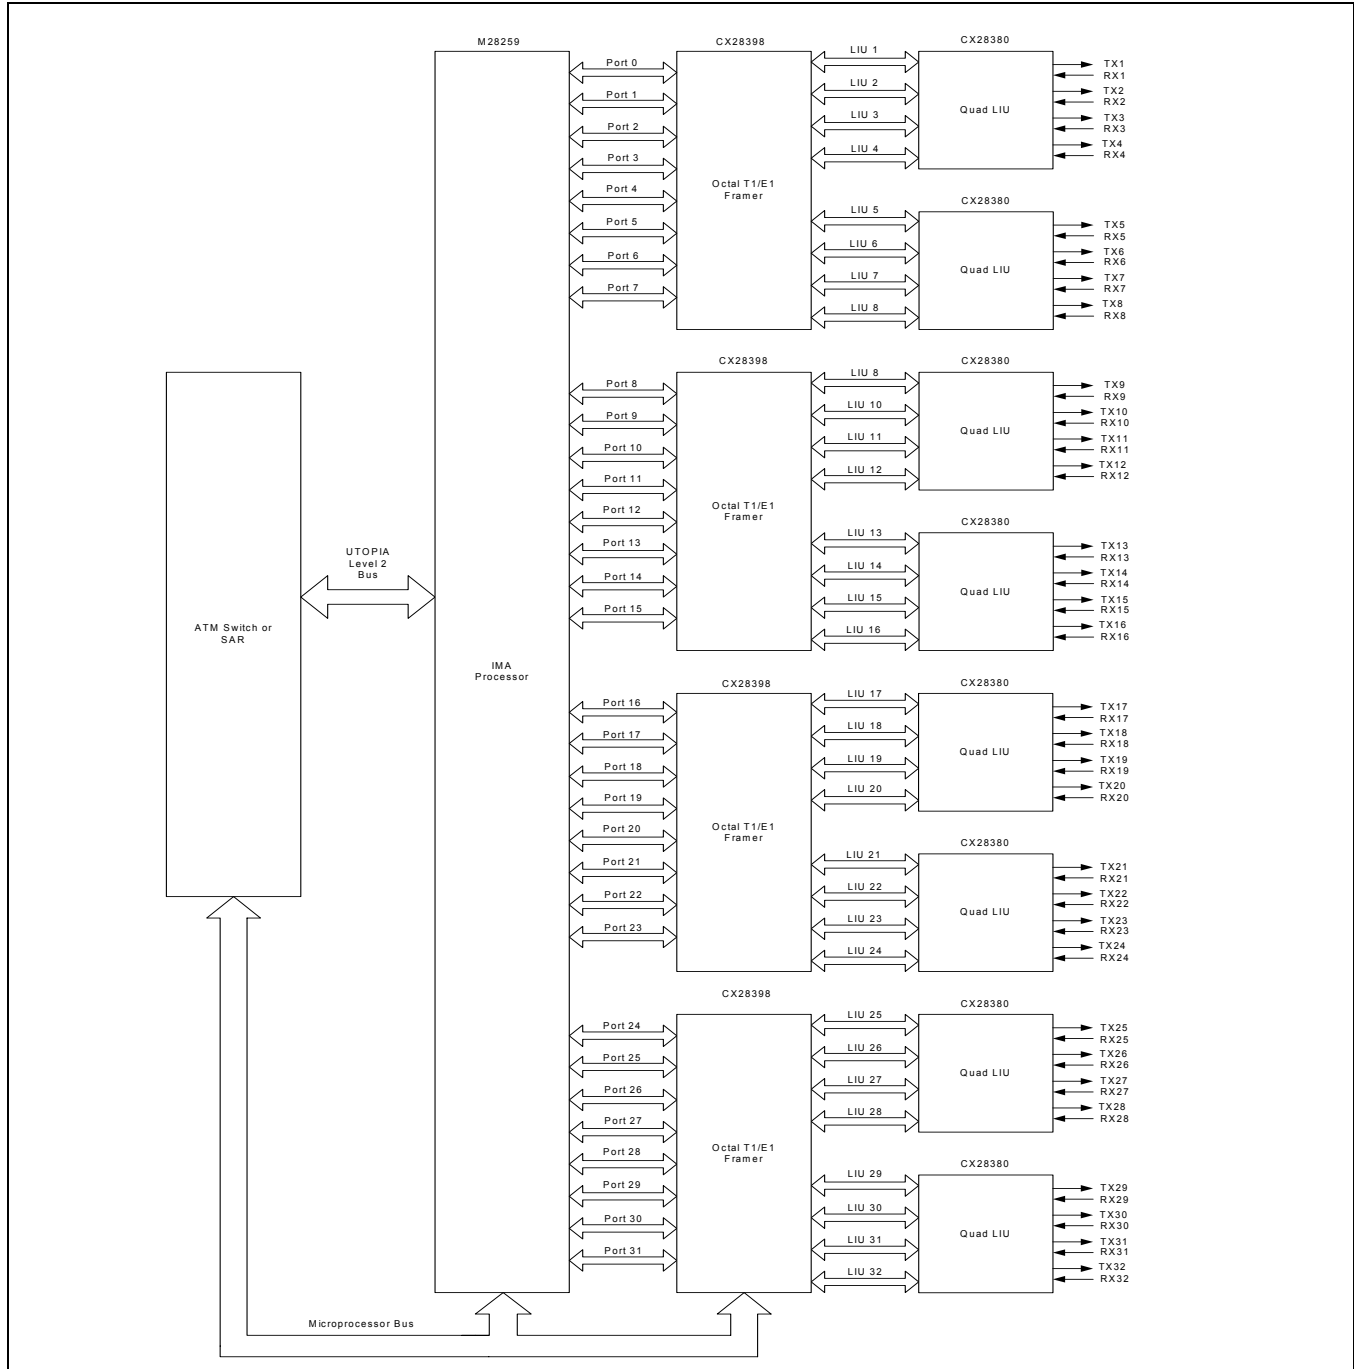 M28259
CX28398
CX28380
Port 0
Port 1
Port 2
Port 3
Port 4
Port 5
Port 6
Port 7
Octal T1/E1
Framer
LIU 1
LIU 2
LIU 3
LIU 4
Quad LIU
TX1
RX1
TX2
RX2
TX3
RX3
TX4
RX4
CX28380
LIU 5
LIU 6
LIU 7
LIU 8
Quad LIU
TX5
RX5
TX6
RX6
TX7
RX7
TX8
RX8
CX28398
CX28380
Port 8
Port 9
Port 10
Port 11
Port 12
Port 13
Port 14
Port 15
Octal T1/E1
Framer
LIU 8
LIU 10
LIU 11
LIU 12
Quad LIU
TX9
RX9
TX10
RX10
TX11
RX11
TX12
RX12
CX28380
LIU 13
LIU 14
LIU 15
LIU 16
Quad LIU
TX13
RX13
TX14
RX14
TX15
RX15
TX16
RX16
UTOPIA
Level 2
Bus
ATM Switch or
SAR
IMA
Processor
CX28398
CX28380
Port 16
Port 17
Port 18
Port 19
Port 20
Port 21
Port 22
Port 23
Octal T1/E1
Framer
LIU 17
LIU 18
LIU 19
LIU 20
Quad LIU
TX17
RX17
TX18
RX18
TX19
RX19
TX20
RX20
CX28380
LIU 21
LIU 22
LIU 23
LIU 24
Quad LIU
TX21
RX21
TX22
RX22
TX23
RX23
TX24
RX24
CX28398
CX28380
Port 24
Port 25
Port 26
Port 27
Port 28
Port 29
Port 30
Port 31
Octal T1/E1
Framer
LIU 25
LIU 26
LIU 27
LIU 28
Quad LIU
TX25
RX25
TX26
RX26
TX27
RX27
TX28
RX28
CX28380
LIU 29
LIU 30
LIU 31
LIU 32
Quad LIU
TX29
RX29
TX30
RX30
TX31
RX31
TX32
RX32
Microprocessor Bus